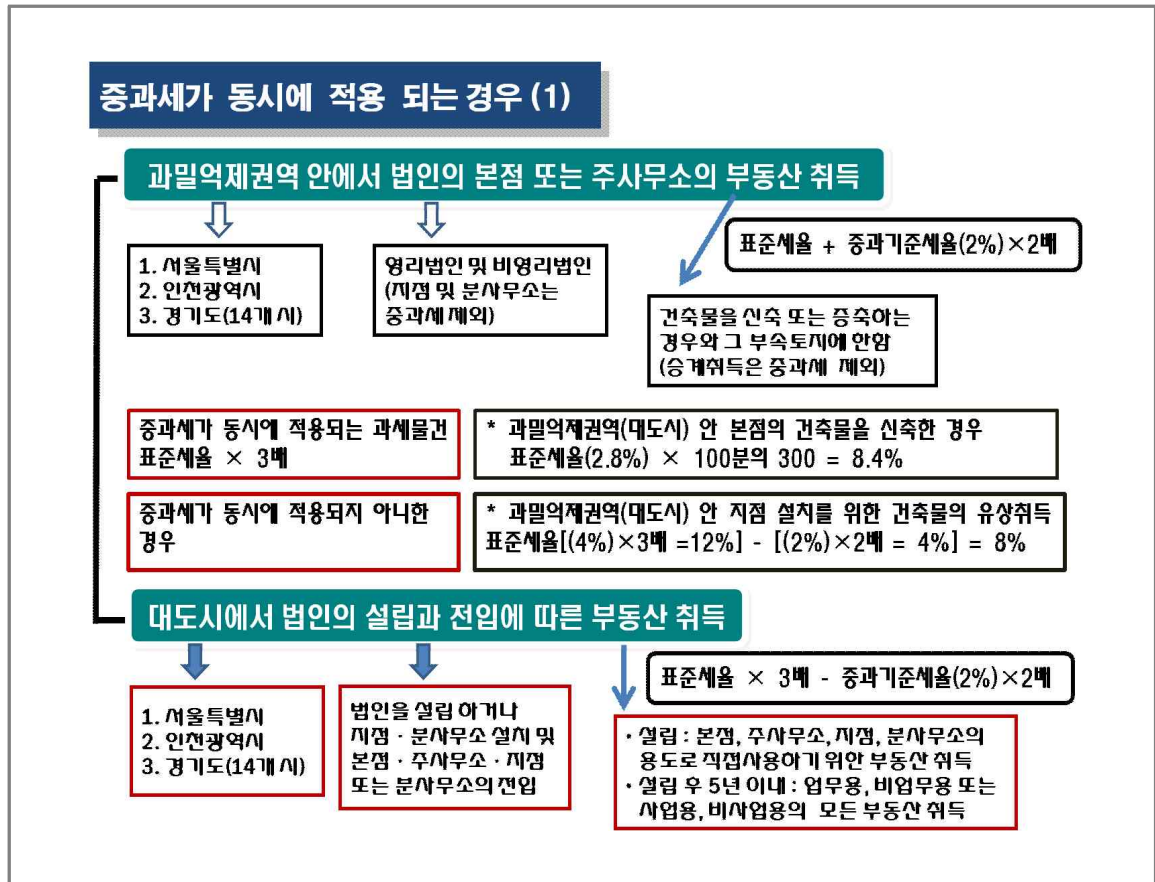 중과세가 동시에 적용 되는 경우 (1)
과밀억제권역 안에서 법인의 본점 또는 주사무소의 부동산 취득
표준세율 + 중과기준세율(2%)×2배
1. 서울특별시
2. 인천광역시
3. 경기도(14개 시)
영리법인 및 비영리법인
(지점 및 분사무소는
중과세 제외)
건축물을 신축 또는 증축하는
경우와 그 부속토지에 한함
(승계취득은 중과세 제외)
중과세가 동시에 적용되는 과세물건
표준세율 × 3배
* 과밀억제권역(대도시) 안 본점의 건축물을 신축한 경우
표준세율(2.8%) × 100분의 300 = 8.4%
중과세가 동시에 적용되지 아니한
경우
* 과밀억제권역(대도시) 안 지점 설치를 위한 건축물의 유상취득
표준세율[(4%)×3배 =12%] - [(2%)×2배 = 4%] = 8%
대도시에서 법인의 설립과 전입에 따른 부동산 취득
표준세율 × 3배 - 중과기준세율(2%)×2배
1. 서울특별시
2. 인천광역시
3. 경기도(14개 시)
법인을 설립 하거나
지점 · 분사무소 설치 및
본점 · 주사무소 · 지점
또는 분사무소의 전입
· 설립 : 본점, 주사무소, 지점, 분사무소의
용도로 직접사용하기 위한 부동산 취득
· 설립 후 5년 이내 : 업무용, 비업무용 또는
사업용, 비사업용의 모든 부동산 취득